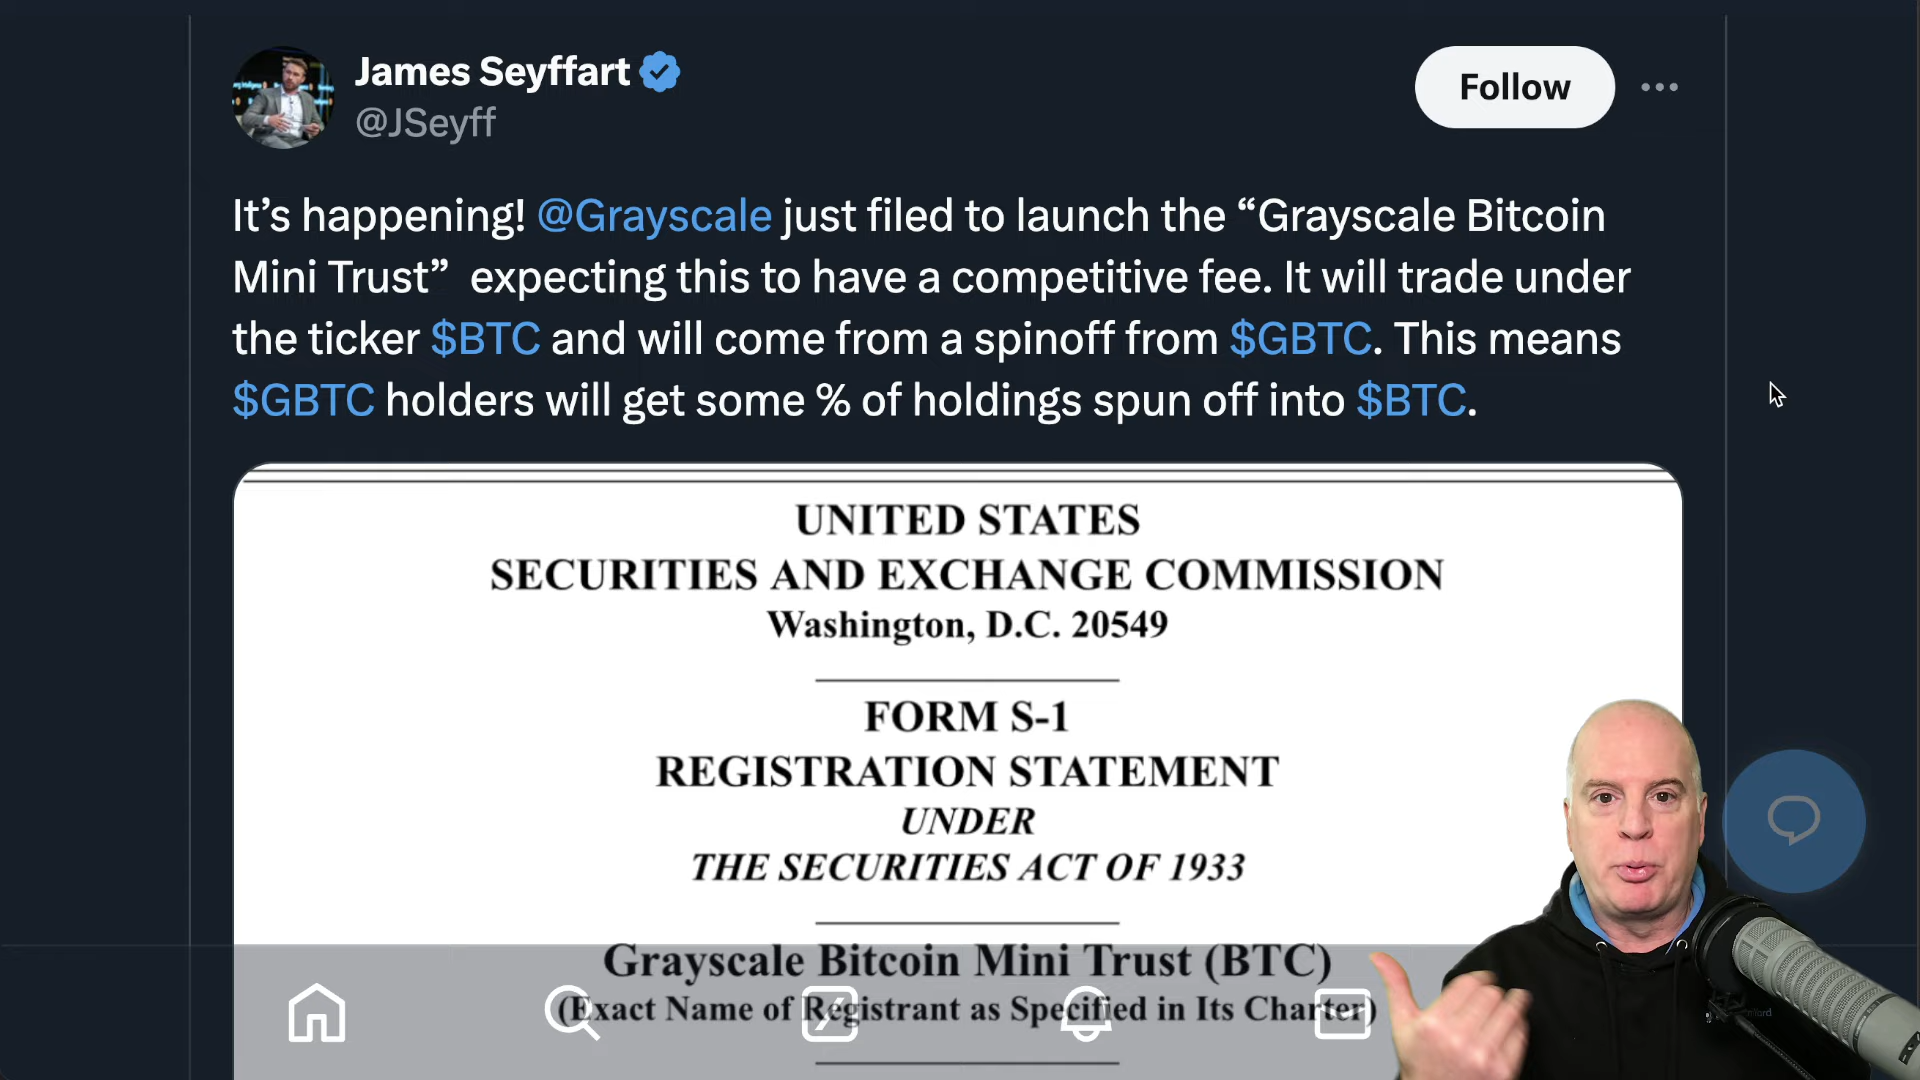 James Seyffart
@JSeyff
Follow
It’s happening! @Grayscale just filed to launch the “Grayscale Bitcoin
Mini Trust”  expecting this to have a competitive fee. It will trade under
the ticker $BTC and will come from a spinoff from $GBTC. This means
$GBTC holders will get some % of holdings spun off into $BTC.
UNITED STATES
SECURITIES AND EXCHANGE COMMISSION
Washington, D.C. 20549
FORM S-1
REGISTRATION STATEMENT
UNDER
THE SECURITIES ACT OF 1933
Grayscale Bitcoin Mini Trust (BTC)
(Exact Name of Registrant as Specified in Its Charter)